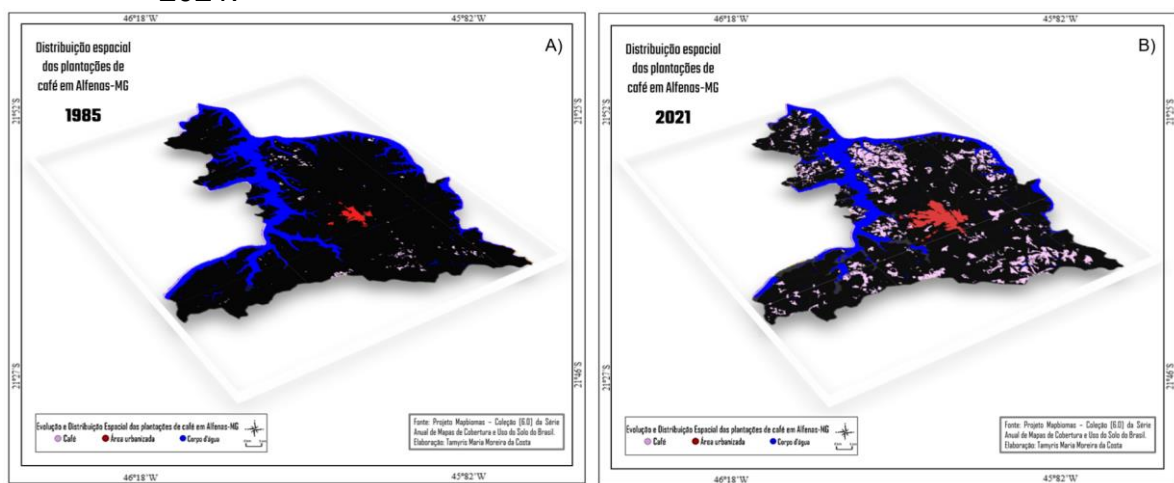 2021.
46°18"W
45°82"W
A)
Distribuição espacial
das plantações de
café em Alfenas-MG
1985
21°52"S
21°25"S
21°27"S
21°46"S
Evolução e Distribuição Espacial das plantações de café em Alfenas-MG
Café
Área urbanizada
Corpo d'água
Fonte: Projeto Mapbiomas – Coleção [6.0] da Série
Anual de Mapas de Cobertura e Uso do Solo do Brasil.
Elaboração: Tamyris Maria Moreira da Costa
46°18"W
45°82"W
46°18"W
45°82"W
B)
Distribuição espacial
das plantações de
café em Alfenas-MG
2021
21°52"S
21°25"S
21°27"S
21°46"S
Evolução e Distribuição Espacial das plantações de café em Alfenas-MG
Café
Área urbanizada
Corpo d'água
Fonte: Projeto Mapbiomas – Coleção [6.0] da Série
Anual de Mapas de Cobertura e Uso do Solo do Brasil.
Elaboração: Tamyris Maria Moreira da Costa
46°18"W
45°82"W